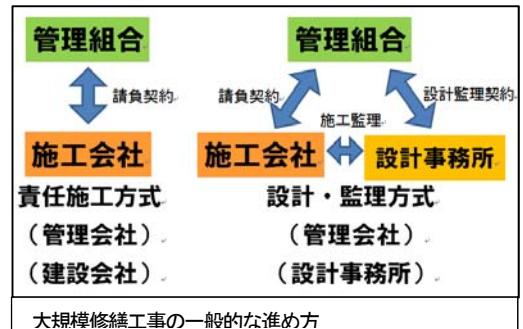 管理組合
請負契約
施工会社
責任施工方式
（管理会社）
（建設会社）
管理組合
請負契約
設計監理契約
施工監理
施工会社
設計事務所
設計・監理方式
（管理会社）
（設計事務所）
大規模修繕工事の一般的な進め方